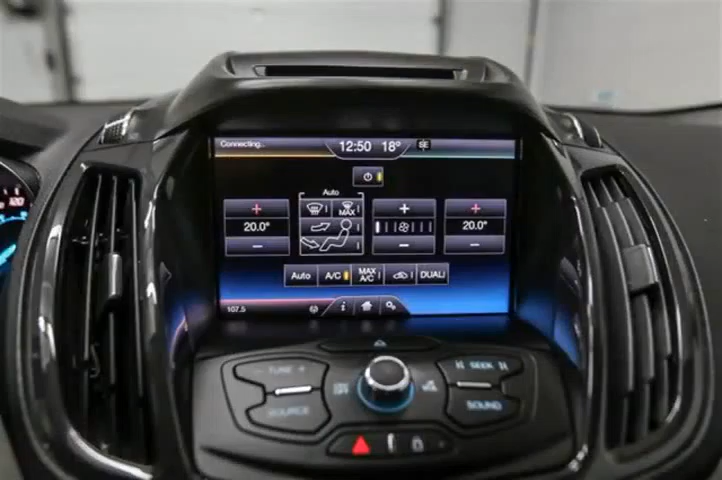 Connecting... 12:50 18° SE
Auto
MAX
+ + +
20.0° 20.0°
− − −
Auto A/C MAX A/C DUAL
107.5 i
120
− TUNE + SEEK
SOURCE SOUND